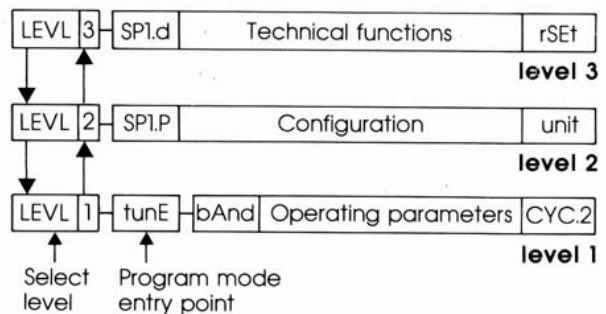 LEVL 3 SP1.d Technical functions rSEt
level 3
LEVL 2 SP1.P Configuration unit
level 2
LEVL 1 tunE bAnd Operating parameters CYC.2
level 1
Select level
Program mode entry point